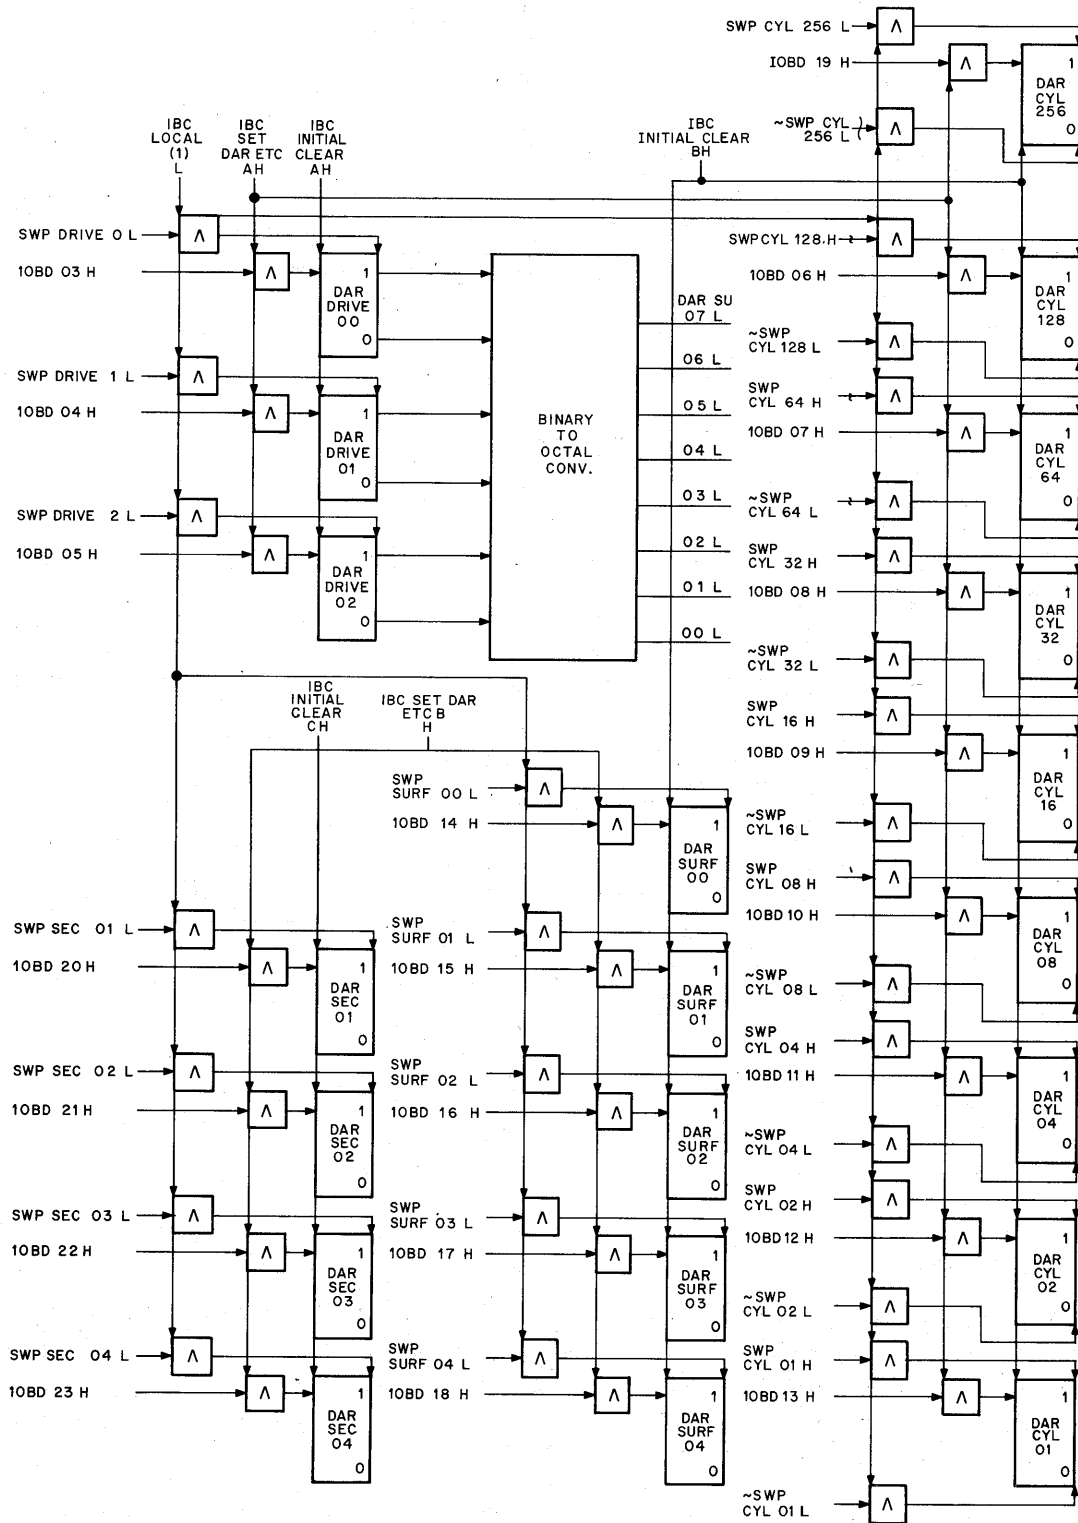 SWP CYL 256 L
Λ
IOBD 19 H
Λ
1
DAR
CYL
256
0
~SWP CYL
256 L
Λ
IBC
LOCAL
(1)
L
IBC
SET
DAR ETC
AH
IBC
INITIAL
CLEAR
AH
IBC
INITIAL CLEAR
BH
SWP DRIVE 0 L
Λ
10BD 03 H
Λ
1
DAR
DRIVE
00
0
SWP DRIVE 1 L
Λ
10BD 04 H
Λ
1
DAR
DRIVE
01
0
SWP DRIVE 2 L
Λ
10BD 05 H
Λ
1
DAR
DRIVE
02
0
BINARY
TO
OCTAL
CONV.
DAR SU
07 L
06 L
05 L
04 L
03 L
02 L
01 L
00 L
SWP CYL 128 H
Λ
10BD 06 H
Λ
1
DAR
CYL
128
0
~SWP
CYL 128 L
Λ
SWP
CYL 64 H
Λ
10BD 07 H
Λ
1
DAR
CYL
64
0
~SWP
CYL 64 L
Λ
SWP
CYL 32 H
Λ
10BD 08 H
Λ
1
DAR
CYL
32
0
~SWP
CYL 32 L
Λ
SWP
CYL 16 H
Λ
10BD 09 H
Λ
1
DAR
CYL
16
0
~SWP
CYL 16 L
Λ
SWP
CYL 08 H
Λ
10BD 10 H
Λ
1
DAR
CYL
08
0
~SWP
CYL 08 L
Λ
SWP
CYL 04 H
Λ
10BD 11 H
Λ
1
DAR
CYL
04
0
~SWP
CYL 04 L
Λ
SWP
CYL 02 H
Λ
10BD 12 H
Λ
1
DAR
CYL
02
0
~SWP
CYL 02 L
Λ
SWP
CYL 01 H
Λ
10BD 13 H
Λ
1
DAR
CYL
01
0
~SWP
CYL 01 L
Λ
IBC
INITIAL
CLEAR
CH
IBC SET DAR
ETC B
H
SWP
SURF 00 L
Λ
10BD 14 H
Λ
1
DAR
SURF
00
0
SWP
SURF 01 L
Λ
10BD 15 H
Λ
1
DAR
SURF
01
0
SWP
SURF 02 L
Λ
10BD 16 H
Λ
1
DAR
SURF
02
0
SWP
SURF 03 L
Λ
10BD 17 H
Λ
1
DAR
SURF
03
0
SWP
SURF 04 L
Λ
10BD 18 H
Λ
1
DAR
SURF
04
0
SWP SEC 01 L
Λ
10BD 20 H
Λ
1
DAR
SEC
01
0
SWP SEC 02 L
Λ
10BD 21 H
Λ
1
DAR
SEC
02
0
SWP SEC 03 L
Λ
10BD 22 H
Λ
1
DAR
SEC
03
0
SWP SEC 04 L
Λ
10BD 23 H
Λ
1
DAR
SEC
04
0